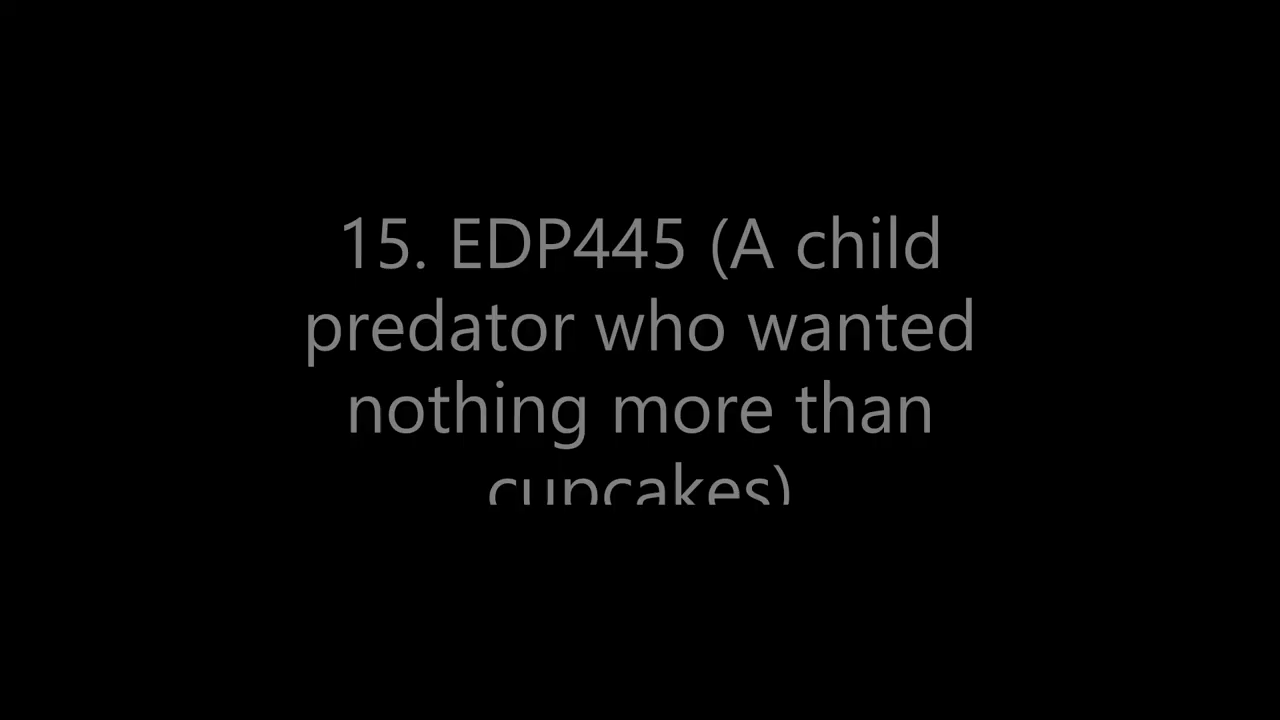 15. EDP445 (A child
predator who wanted
nothing more than
cupcakes)